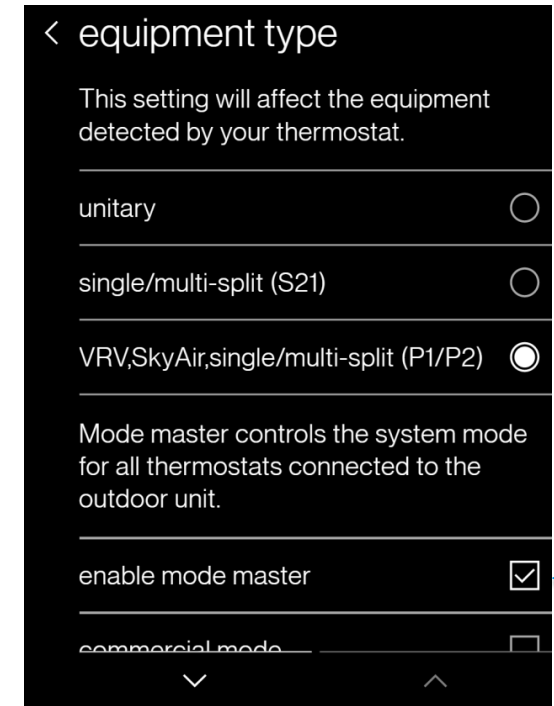 equipment type
This setting will affect the equipment
detected by your thermostat.
unitary
single/multi-split (S21)
VRV,SkyAir,single/multi-split (P1/P2)
Mode master controls the system mode
for all thermostats connected to the
outdoor unit.
enable mode master
commercial mode